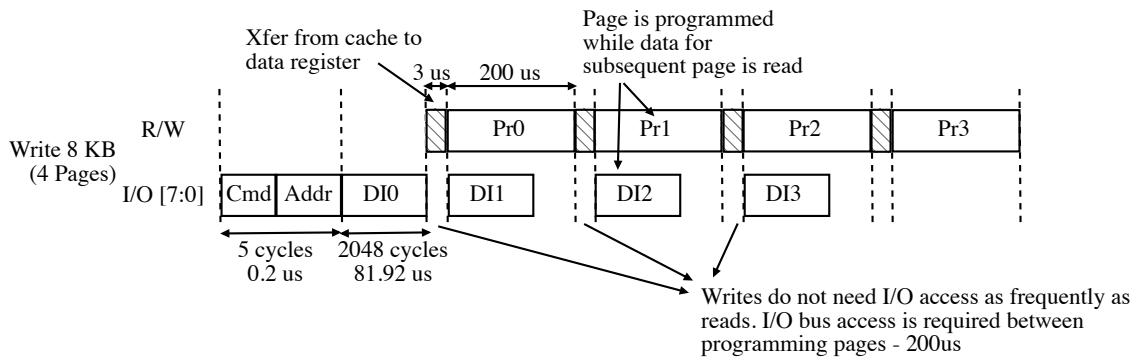 Page is programmed
while data for
subsequent page is read
Xfer from cache to
data register
3 us
200 us
R/W
Pr0
Pr1
Pr2
Pr3
Write 8 KB
(4 Pages)
I/O [7:0]
Cmd
Addr
DI0
DI1
DI2
DI3
5 cycles
0.2 us
2048 cycles
81.92 us
Writes do not need I/O access as frequently as
reads. I/O bus access is required between
programming pages - 200us